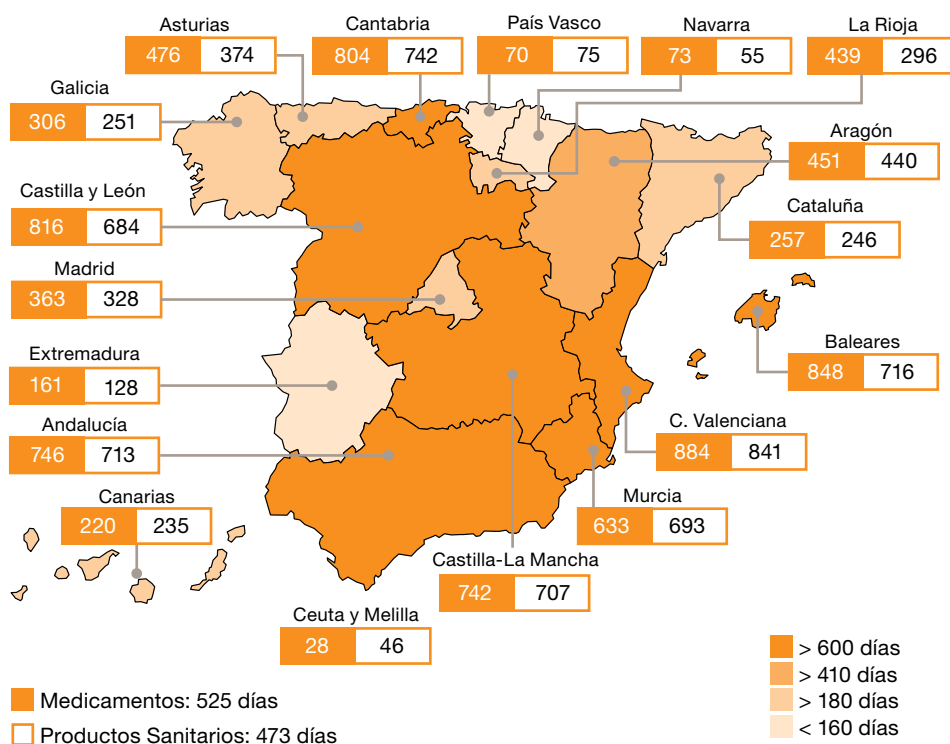 Asturias
476 374
Cantabria
804 742
País Vasco
70 75
Navarra
73 55
La Rioja
439 296
Galicia
306 251
Aragón
451 440
Castilla y León
816 684
Cataluña
257 246
Madrid
363 328
Baleares
848 716
Extremadura
161 128
Andalucía
746 713
C. Valenciana
884 841
Canarias
220 235
Murcia
633 693
Castilla-La Mancha
742 707
Ceuta y Melilla
28 46
Medicamentos: 525 días
Productos Sanitarios: 473 días
> 600 días
> 410 días
> 180 días
< 160 días